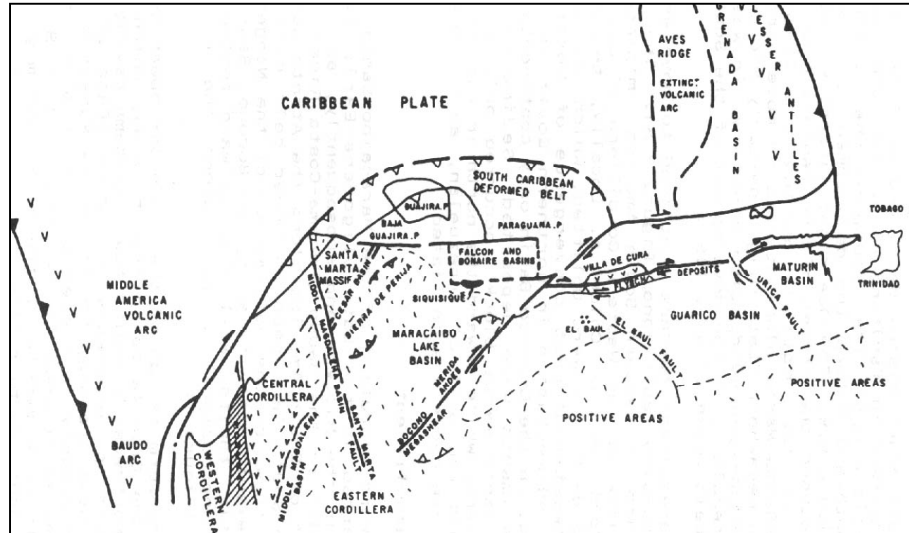 CARIBBEAN PLATE
AVES
RIDGE
EXTINCT
VOLCANIC
ARC
GRENADA BASIN
LESSER ANTILLES
V
SOUTH CARIBBEAN
DEFORMED BELT
GUAJIRA.P
BAJA
GUAJIRA.P
PARAGUANA.P
TOBAGO
TRINIDAD
MATURIN
BASIN
SANTA
MARTA
MASSIF
CESAR BASIN
SIERRA DE PERIJA
FALCON AND
BONAIRE BASINS
SIQUISIQUE
VILLA DE CURA
FLYSCH
DEPOSITS
URICA FAULT
GUARICO BASIN
MIDDLE
AMERICA
VOLCANIC
ARC
MARACAIBO
LAKE
BASIN
EL BAUL
EL BAUL FAULT
MERIDA
ANDES
BOCONO
MEGASHEAR
CENTRAL
CORDILLERA
MIDDLE MAGDALENA BASIN
SANTA MARTA
FAULT
MIDDLE MAGDALENA
BASIN
POSITIVE AREAS
POSITIVE AREAS
BAUDO
ARC
WESTERN
CORDILLERA
EASTERN
CORDILLERA